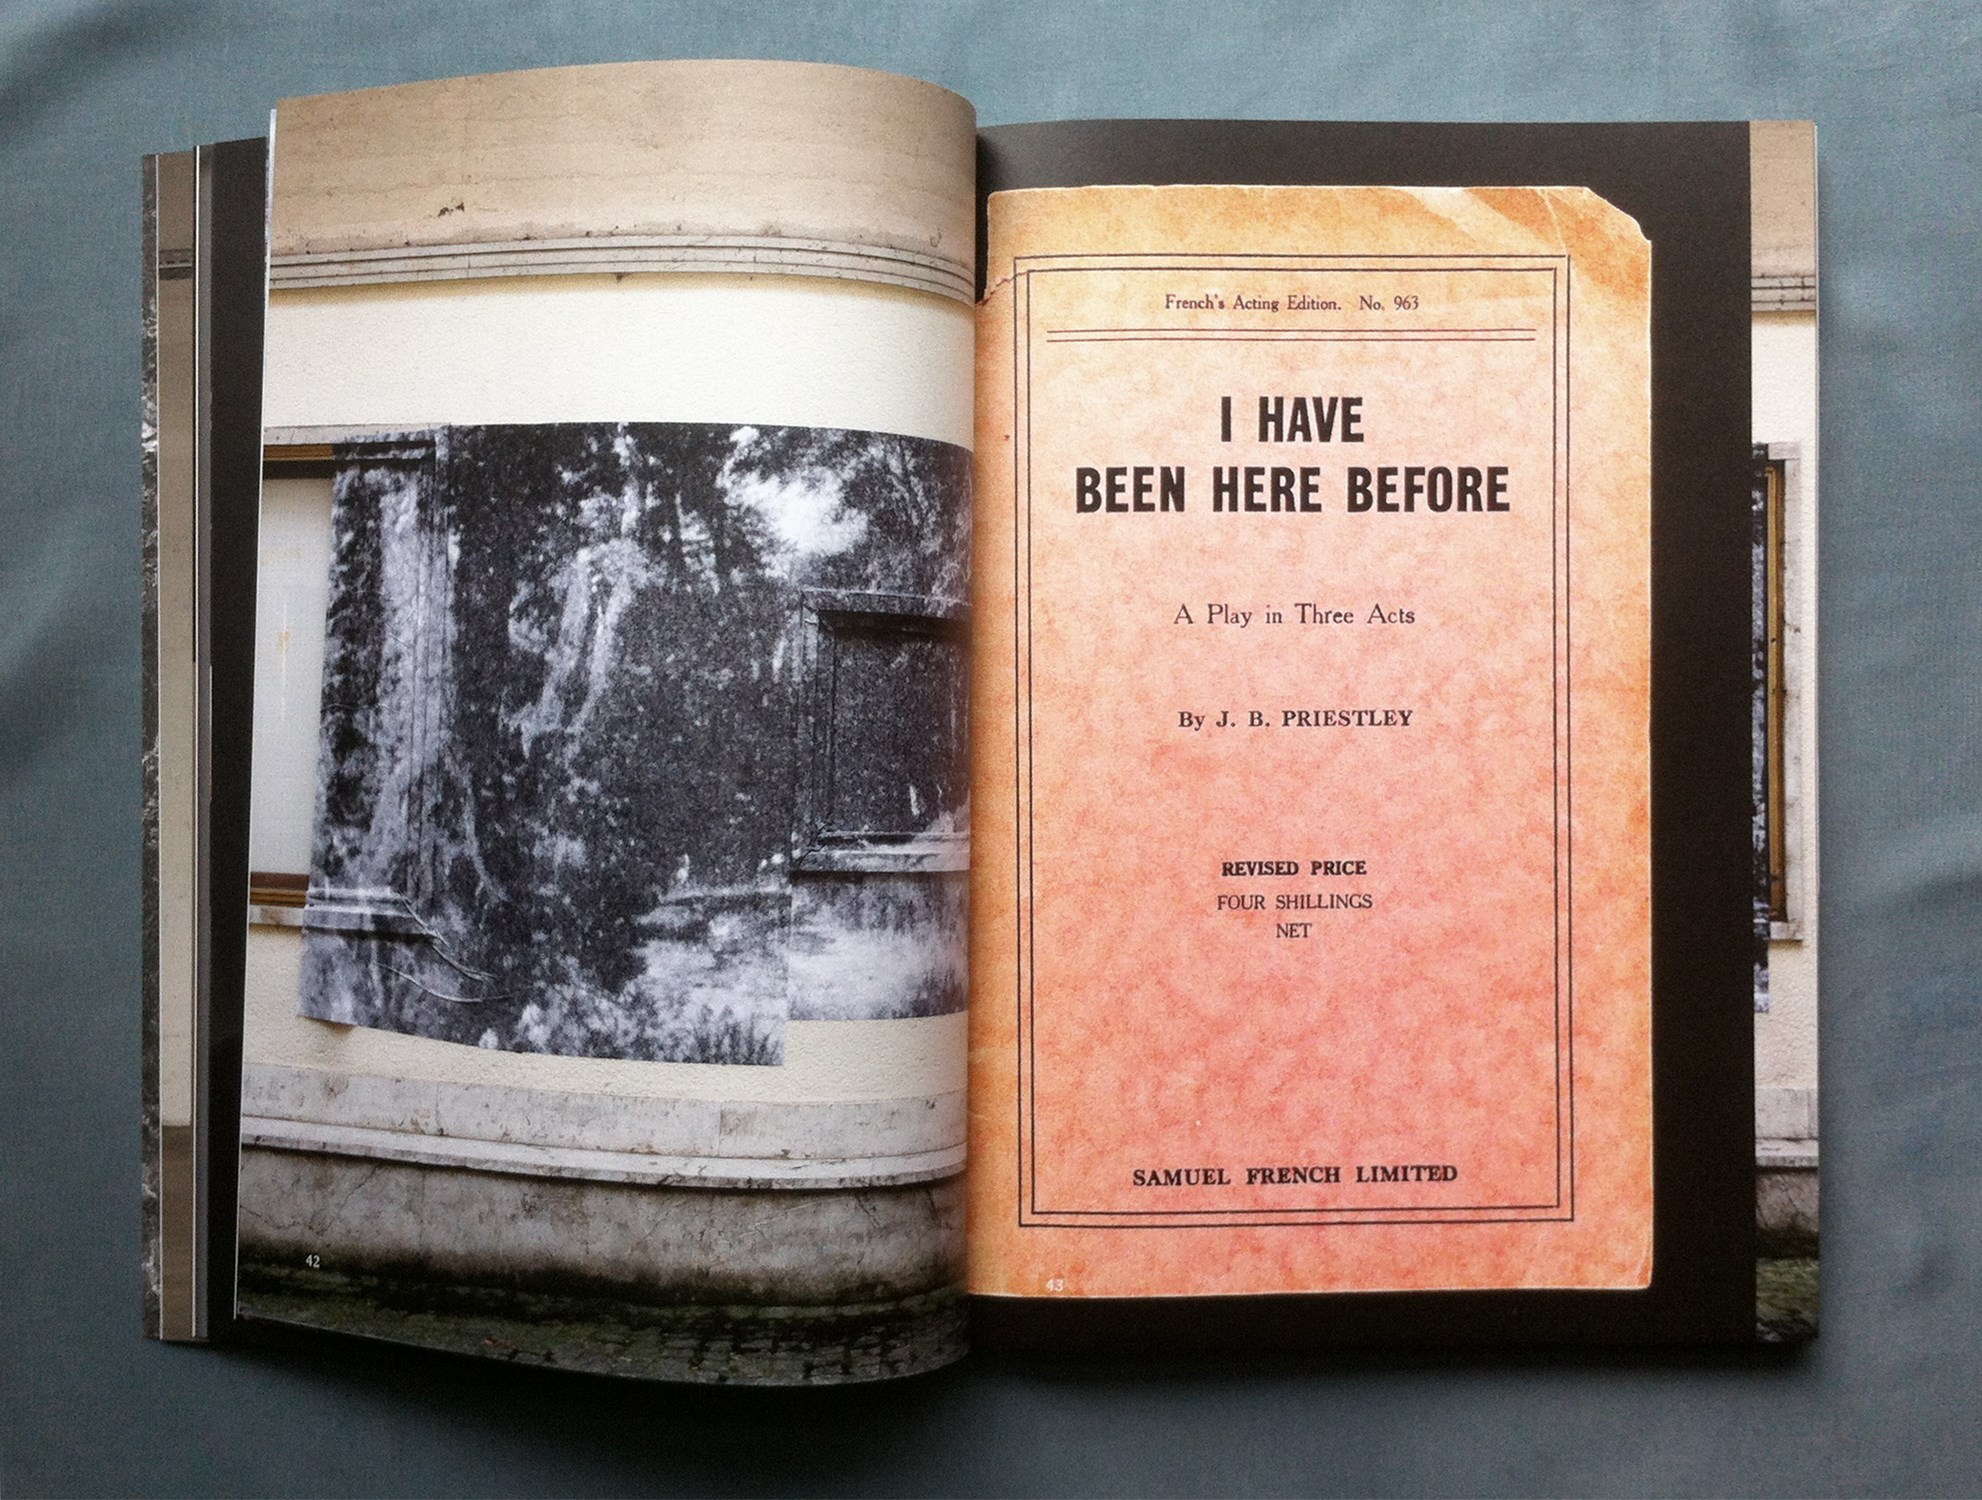 42
French's Acting Edition. No. 963
I HAVE
BEEN HERE BEFORE
A Play in Three Acts
By J. B. PRIESTLEY
REVISED PRICE
FOUR SHILLINGS
NET
SAMUEL FRENCH LIMITED
43